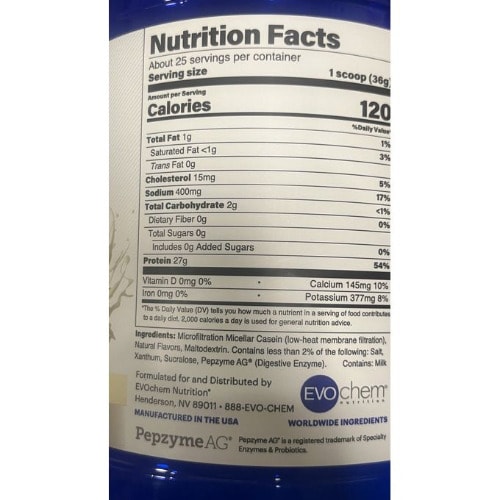 Nutrition Facts
About 25 servings per container
Serving size 1 scoop (36g)
Amount per Serving
Calories 120
%Daily Value*
Total Fat 1g 1%
Saturated Fat <1g 3%
Trans Fat 0g
Cholesterol 15mg 5%
Sodium 400mg 17%
Total Carbohydrate 2g <1%
Dietary Fiber 0g 0%
Total Sugars 0g
Includes 0g Added Sugars 0%
Protein 27g 54%
Vitamin D 0mg 0% • Calcium 145mg 10%
Iron 0mg 0% • Potassium 377mg 8%
*The % Daily Value (DV) tells you how much a nutrient in a serving of food contributes
to a daily diet. 2,000 calories a day is used for general nutrition advice.
Ingredients: Microfiltration Micellar Casein (low-heat membrane filtration),
Natural Flavors, Maltodextrin. Contains less than 2% of the following: Salt,
Xanthum, Sucralose, Pepzyme AG® (Digestive Enzyme). Contains: Milk
Formulated for and Distributed by
EVOchem Nutrition®
Henderson, NV 89011 • 888-EVO-CHEM
MANUFACTURED IN THE USA
EVOchem®
nutrition
WORLDWIDE INGREDIENTS
Pepzyme AG®
Pepzyme AG® is a registered trademark of Specialty
Enzymes & Probiotics.